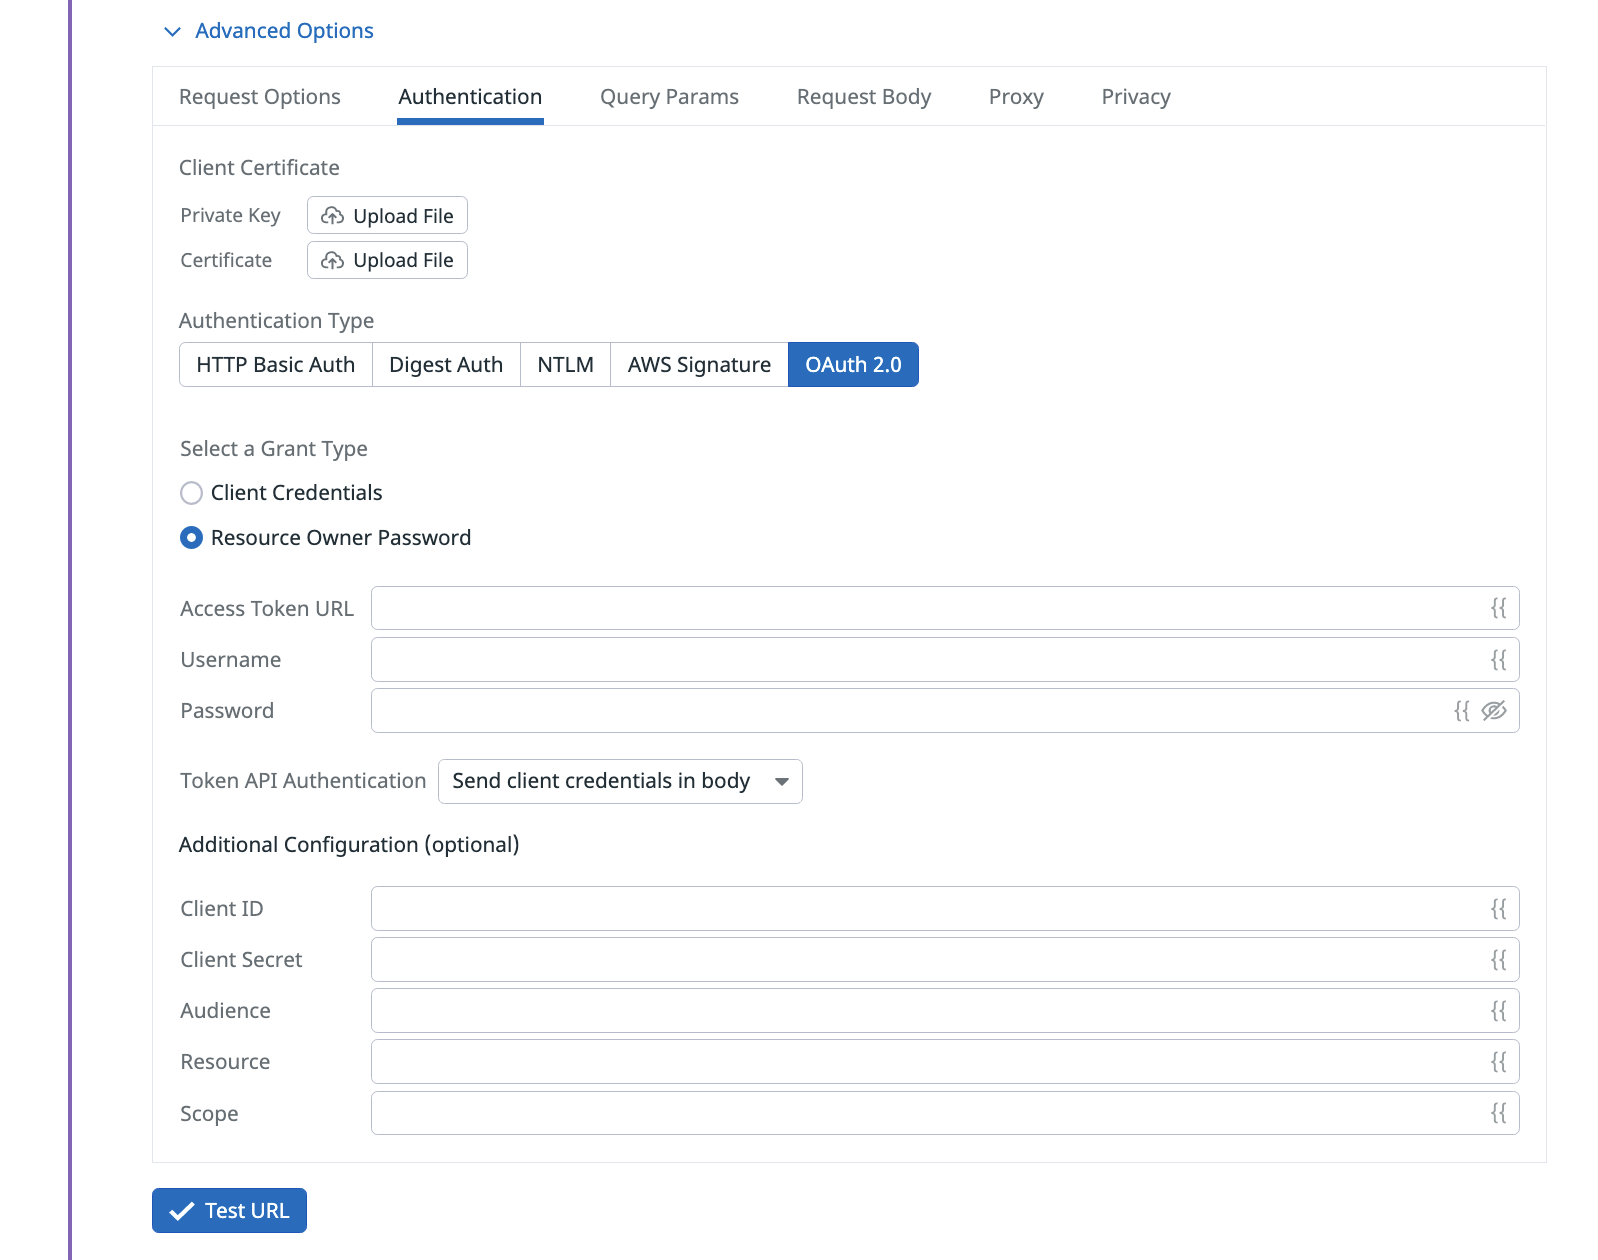 Advanced Options
Request Options Authentication Query Params Request Body Proxy Privacy
Client Certificate
Private Key Upload File
Certificate Upload File
Authentication Type
HTTP Basic Auth Digest Auth NTLM AWS Signature OAuth 2.0
Select a Grant Type
Client Credentials
Resource Owner Password
Access Token URL {{
Username {{
Password {{
Token API Authentication Send client credentials in body
Additional Configuration (optional)
Client ID {{
Client Secret {{
Audience {{
Resource {{
Scope {{
Test URL